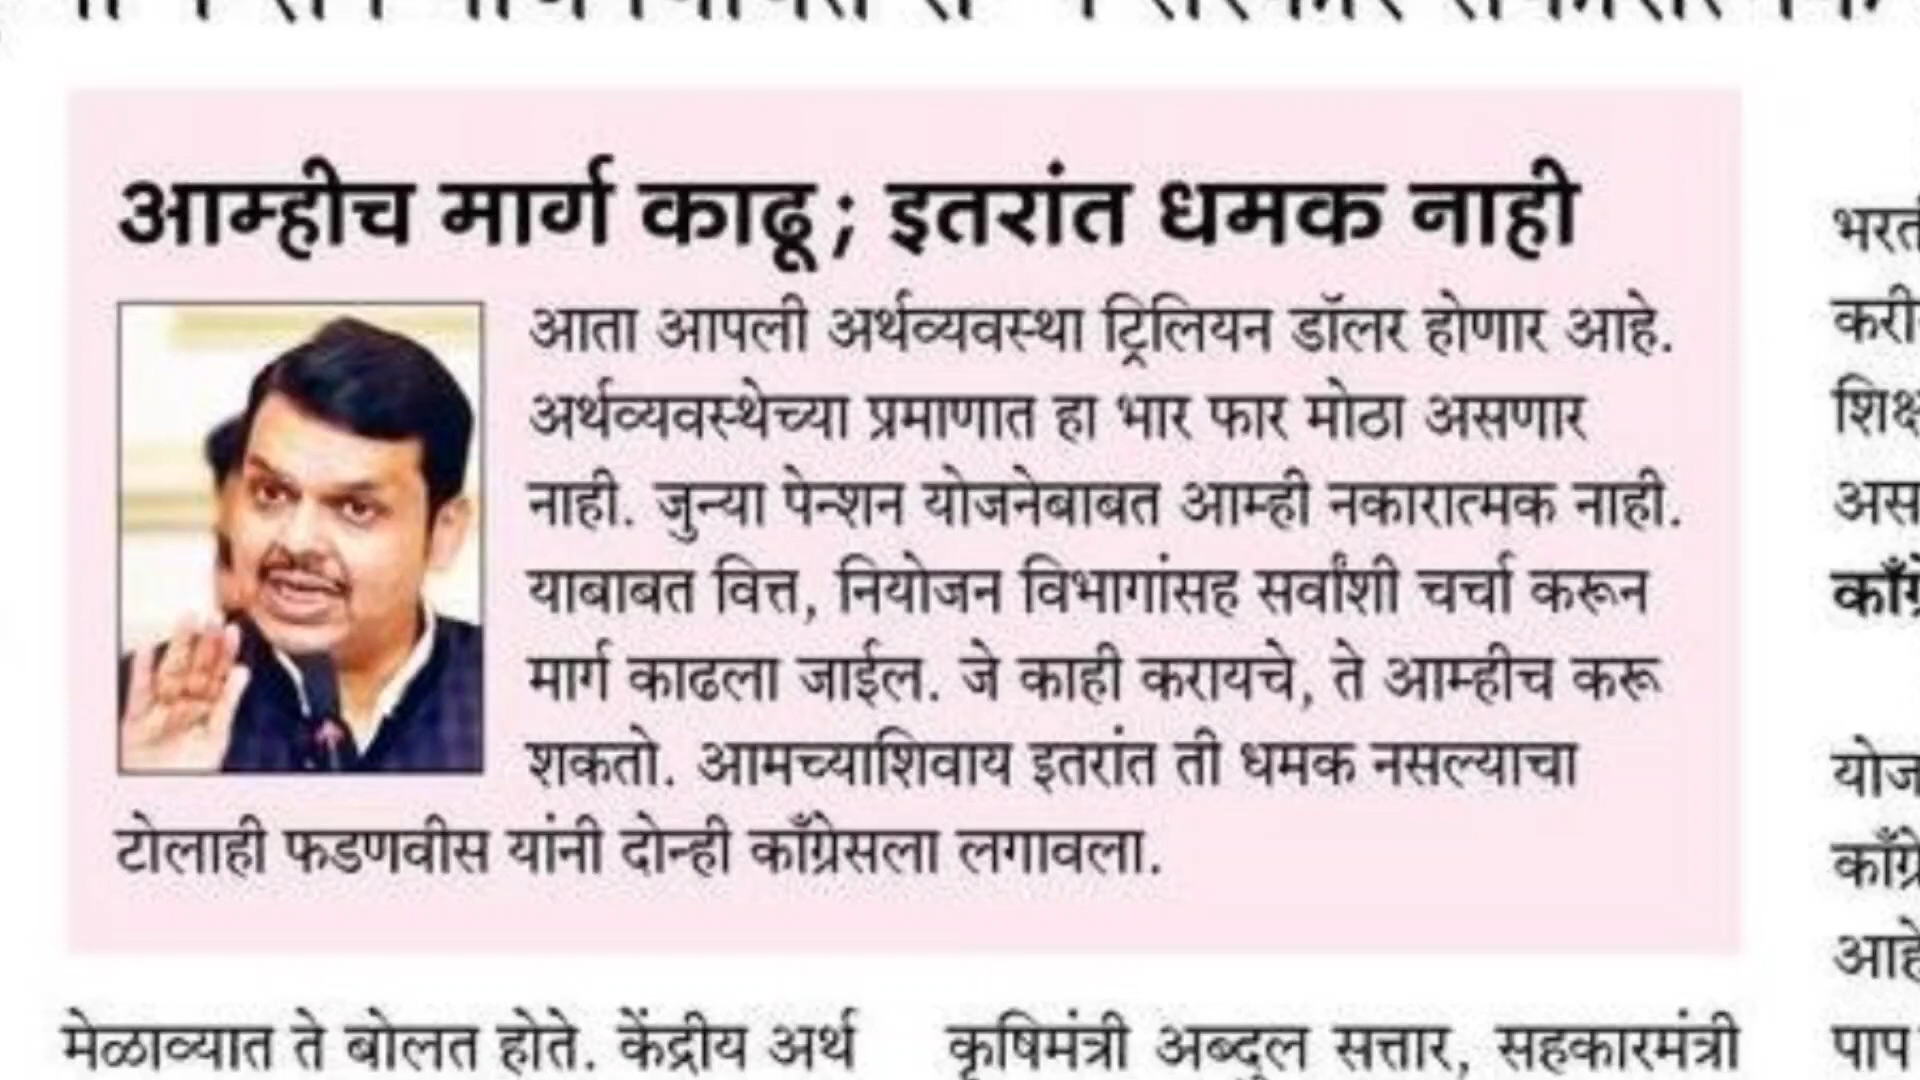 आम्हीच मार्ग काढू; इतरांत धमक नाही
आता आपली अर्थव्यवस्था ट्रिलियन डॉलर होणार आहे.
अर्थव्यवस्थेच्या प्रमाणात हा भार फार मोठा असणार
नाही. जुन्या पेन्शन योजनेबाबत आम्ही नकारात्मक नाही.
याबाबत वित्त, नियोजन विभागांसह सर्वांशी चर्चा करून
मार्ग काढला जाईल. जे काही करायचे, ते आम्हीच करू
शकतो. आमच्याशिवाय इतरांत ती धमक नसल्याचा
टोलाही फडणवीस यांनी दोन्ही काँग्रेसला लगावला.
मेळाव्यात ते बोलत होते. केंद्रीय अर्थ
कृषिमंत्री अब्दुल सत्तार, सहकारमंत्री
पाप